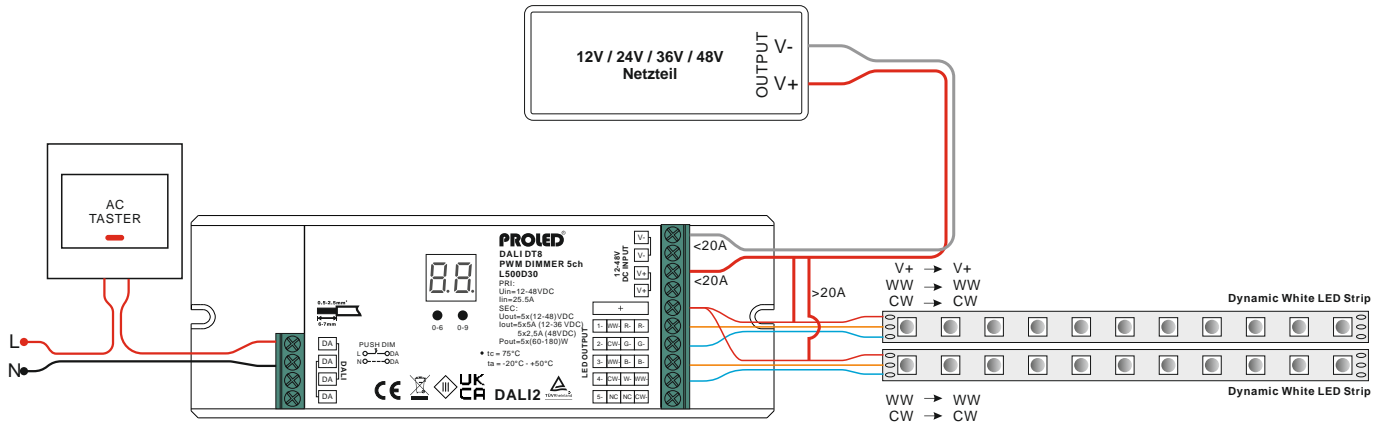 12V / 24V / 36V / 48V
Netzteil
OUTPUT
V-
V+
AC
TASTER
L
N
0.5-2.5mm²
6-7mm
DA
DA
DA
DA
DALI
PUSH DIM
L DA
N DA
8.8.
0-6 0-9
PROLED®
DALI DT8
PWM DIMMER 5ch
L500D30
PRI:
Uin=12-48VDC
Iin=25.5A
SEC:
Uout=5x(12-48)VDC
Iout=5x5A (12-36 VDC)
5x2,5A (48VDC)
Pout=5x(60-180)W
tc = 75°C
ta = -20°C - +50°C
CE
III
UK
CA
DALI2
TÜVRheinland
12-48V
DC INPUT
V-
V-
V+
V+
LED OUTPUT
+
1- WW- R- R-
2- CW- G- G-
3- WW- B- B-
4- CW- W- WW-
5- NC NC CW-
<20A
<20A
>20A
V+ → V+
WW → WW
CW → CW
Dynamic White LED Strip
Dynamic White LED Strip
WW → WW
CW → CW